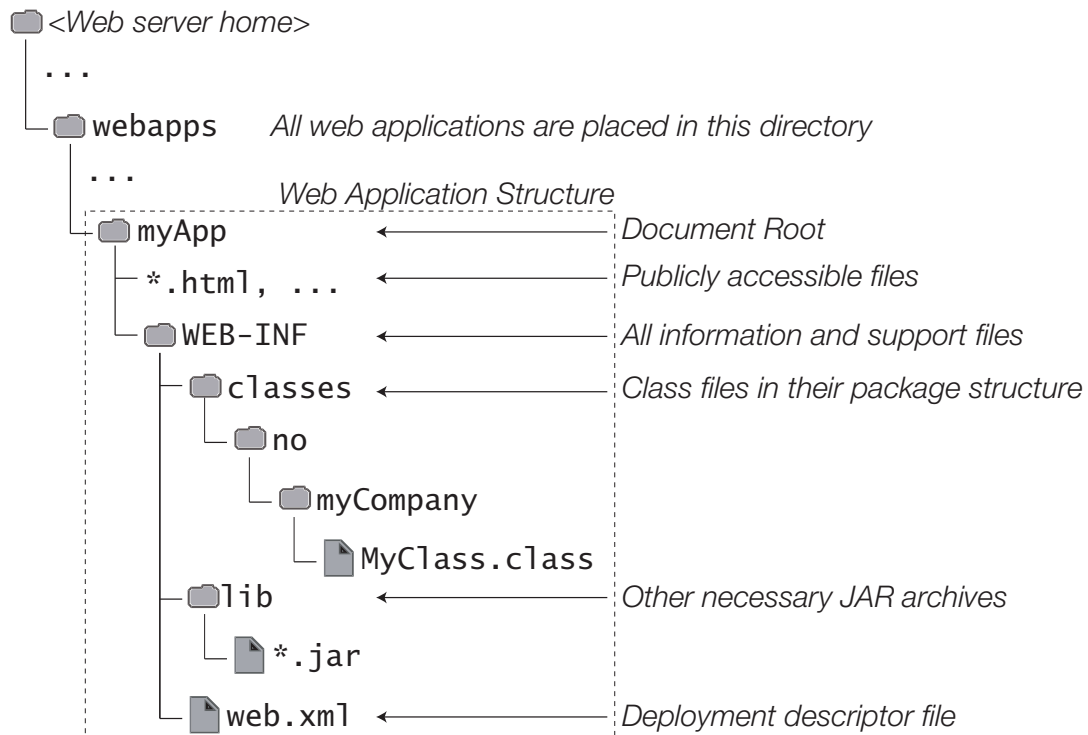 <Web server home>
...
webapps All web applications are placed in this directory
...
Web Application Structure
myApp Document Root
*.html, ... Publicly accessible files
WEB-INF All information and support files
classes Class files in their package structure
no
myCompany
MyClass.class
lib Other necessary JAR archives
*.jar
web.xml Deployment descriptor file